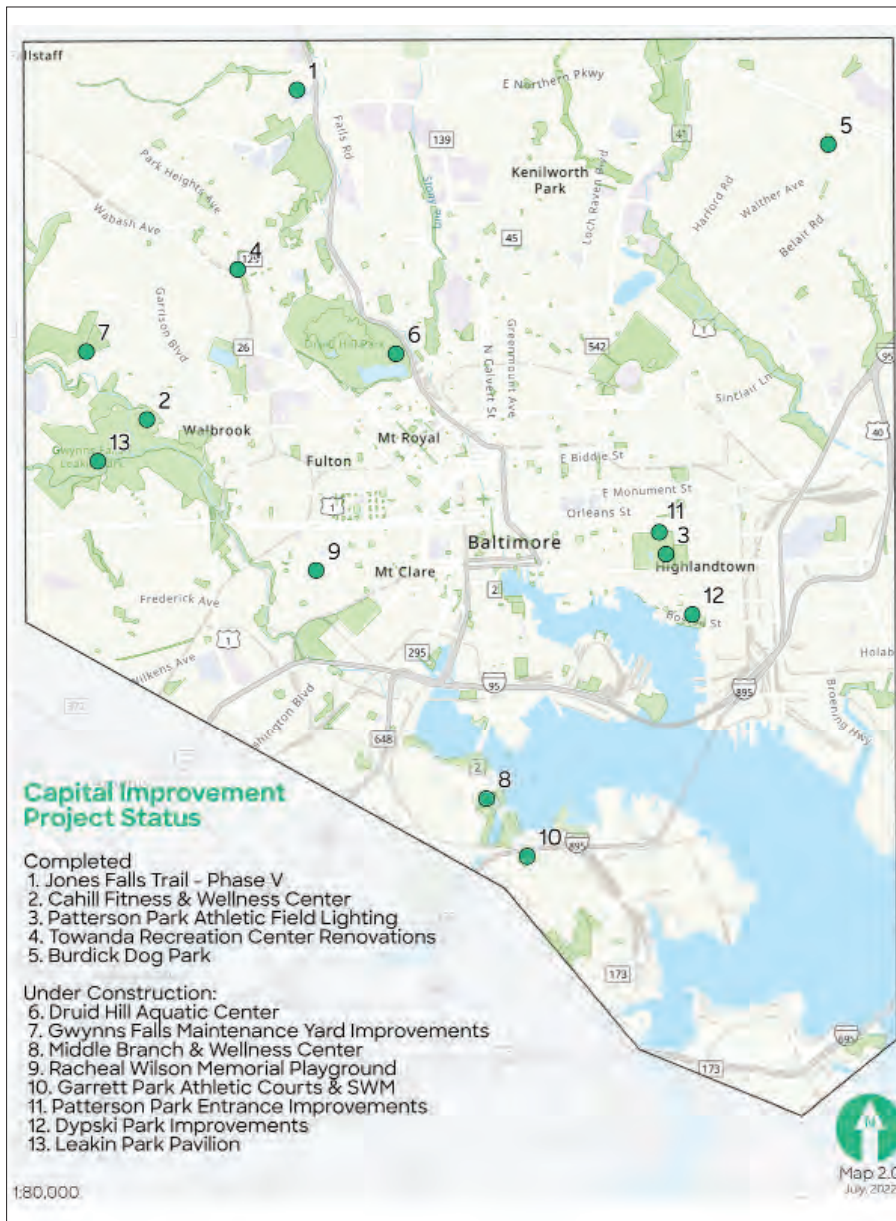 allstaff
1
E Northern Pkwy
Falls Rd
139
41
5
Park Heights Ave
Stony Run
Kenilworth
Park
Loch Raven Blvd
Harford Rd
Walther Ave
Wabash Ave
Belair Rd
45
4
129
Garrison Blvd
7
26
Druid Hill Park
6
N Calvert St
Greenmount Ave
542
1
95
2
Sinclair Ln
Walbrook
Mt Royal
40
13
Gwynns Falls
Leakin Park
Fulton
E Biddle St
1
E Monument St
Orleans St
11
Baltimore
3
9
Mt Clare
Highlandtown
2
12
Frederick Ave
Boston St
1
295
Holab
Wilkens Ave
95
895
Broening Hwy
shington Blvd
648
2
8
10
895
Capital Improvement
Project Status
Completed
1. Jones Falls Trail - Phase V
2. Cahill Fitness & Wellness Center
3. Patterson Park Athletic Field Lighting
4. Towanda Recreation Center Renovations
5. Burdick Dog Park
173
Under Construction:
6. Druid Hill Aquatic Center
7. Gwynns Falls Maintenance Yard Improvements
8. Middle Branch & Wellness Center
9. Racheal Wilson Memorial Playground
10. Garrett Park Athletic Courts & SWM
11. Patterson Park Entrance Improvements
12. Dypski Park Improvements
13. Leakin Park Pavilion
695
173
N
Map 2.0
July, 2022
1:80,000